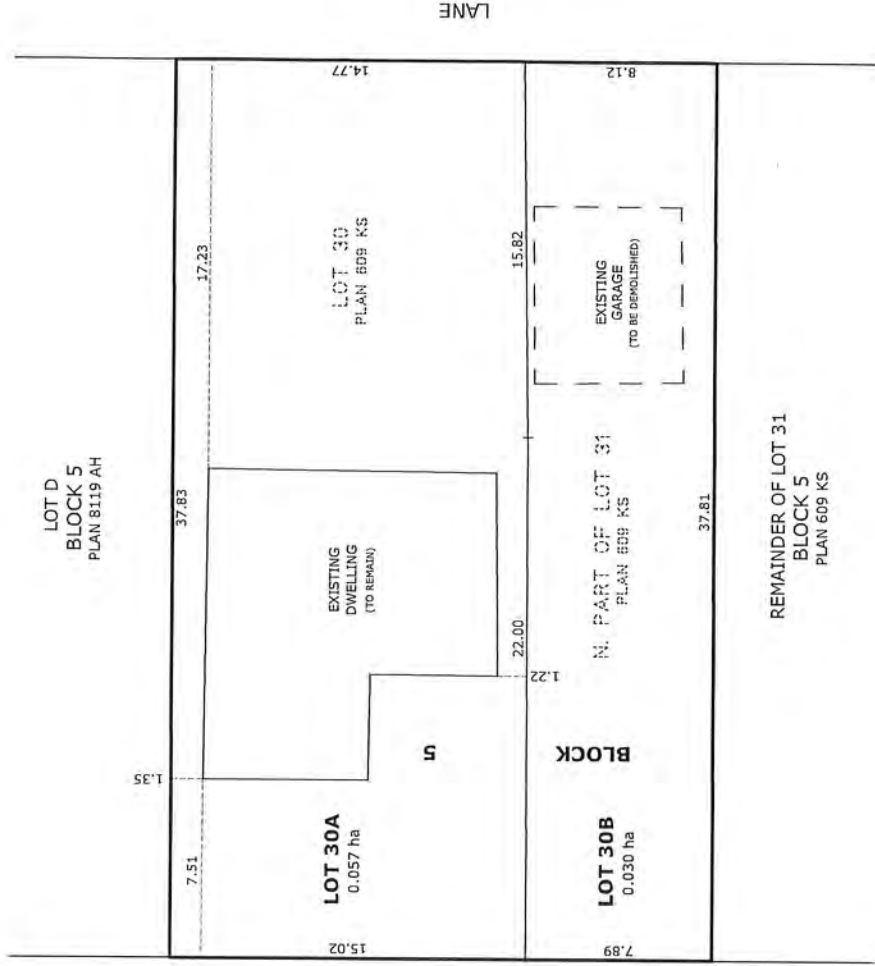 LANE
LOT D
BLOCK 5
PLAN 8119 AH
37.83
14.77
17.23
LOT 30
PLAN 609 KS
EXISTING
DWELLING
(TO REMAIN)
1.35
7.51
LOT 30A
0.057 ha
15.02
5
BLOCK
22.00
15.82
1.22
8.12
EXISTING
GARAGE
(TO BE DEMOLISHED)
N. PART OF LOT 31
PLAN 609 KS
LOT 30B
0.030 ha
7.89
37.81
REMAINDER OF LOT 31
BLOCK 5
PLAN 609 KS